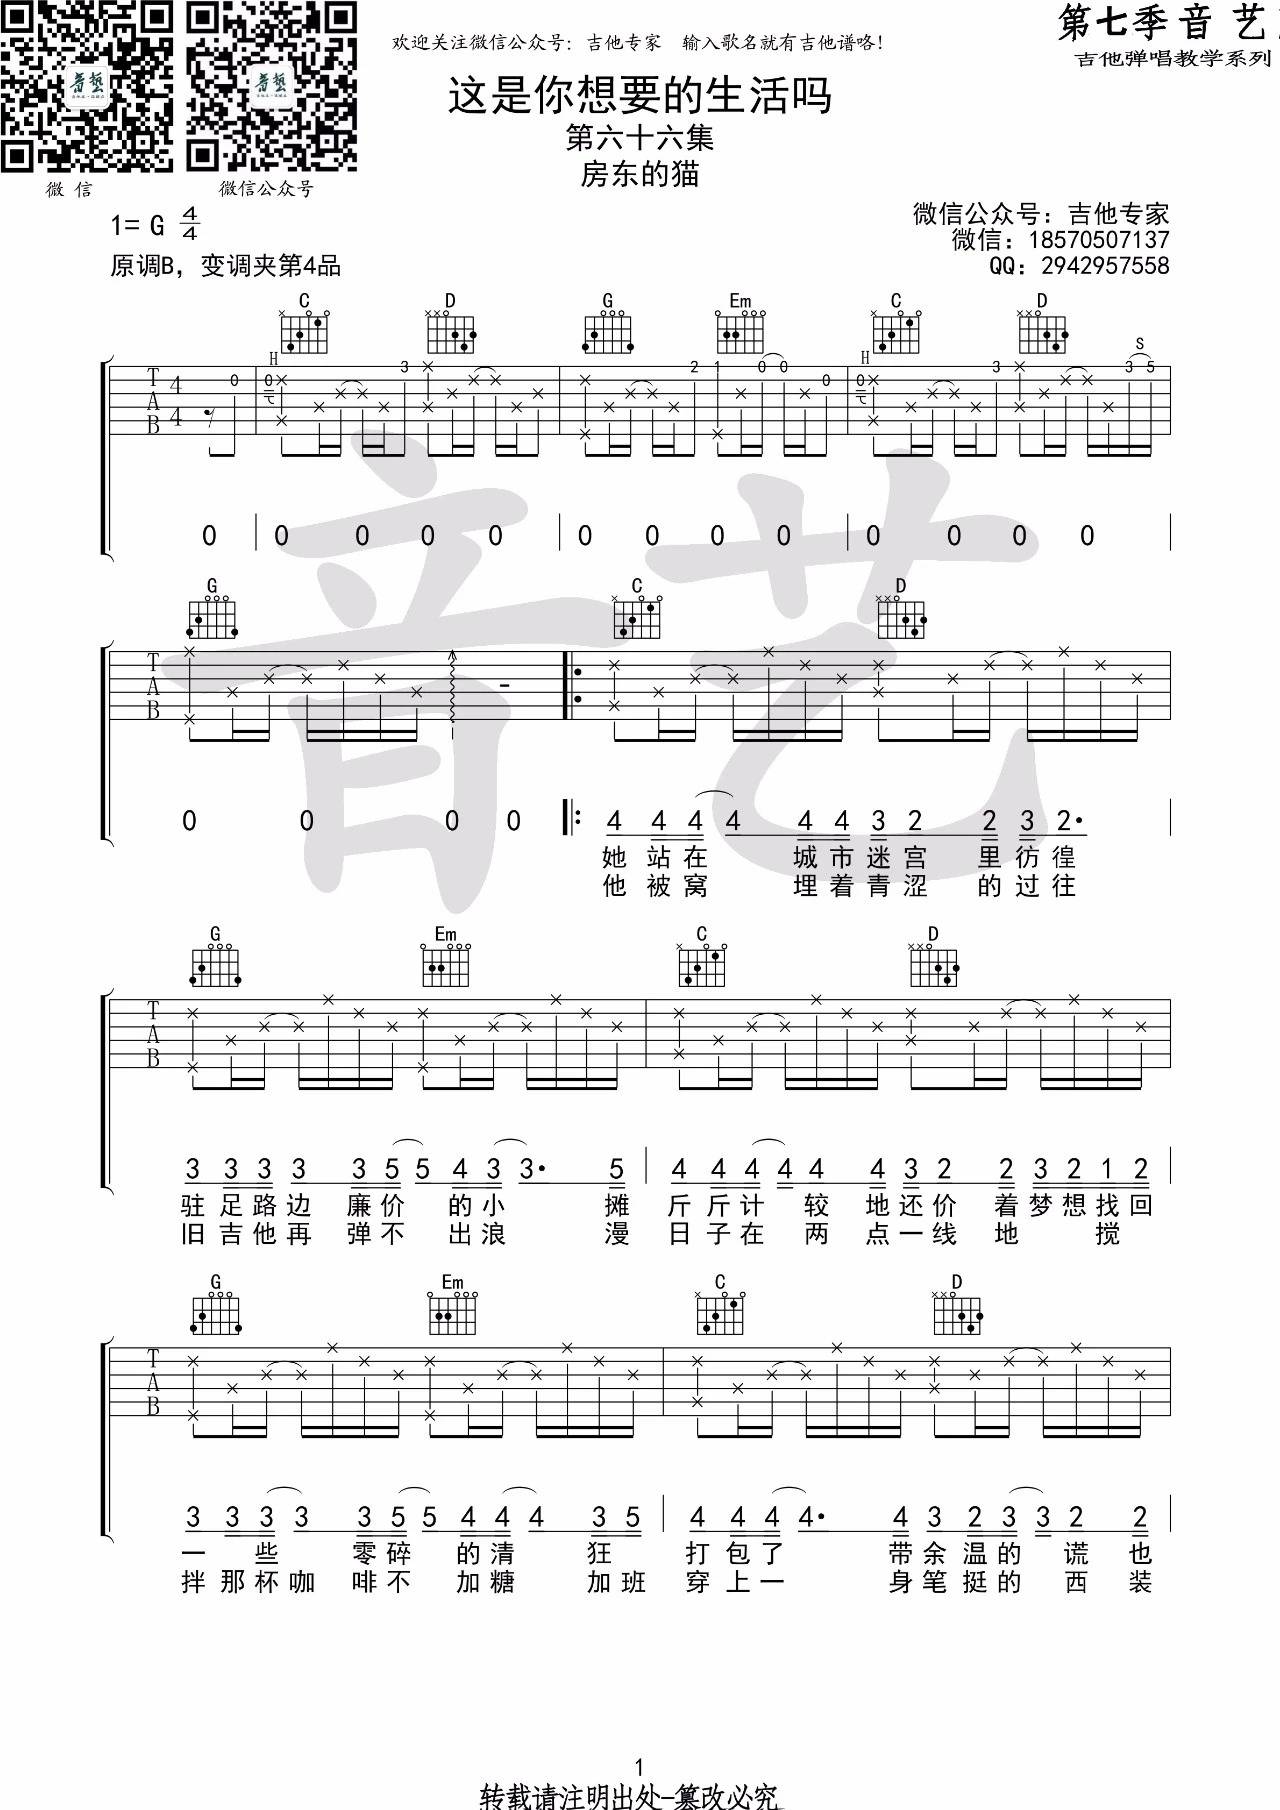 欢迎关注微信公众号：吉他专家　输入歌名就有吉他谱咯！
第七季音 艺
吉他弹唱教学系列
这是你想要的生活吗
第六十六集
房东的猫
微 信
微信公众号
1= G 4/4
原调B，变调夹第4品
微信公众号：吉他专家
微信：18570507137
QQ：2942957558
C D G Em C D
H 3 H 3 S
T A B 4 4 0 0 2 1 0 0 0 0 3 5
0 0 0 0 0 0 0 0 0 0 0 0 0
G C D
T A B
0 0 0 0 4 4 4 4 4 4 3 2 2 3 2·
她 站 在 城 市 迷 宫 里 彷 徨
他 被 窝 埋 着 青 涩 的 过 往
G Em C D
T A B
3 3 3 3 3 5 5 4 3 3· 5 4 4 4 4 4 4 3 2 2 3 2 1 2
驻 足 路 边 廉 价 的 小 摊 斤 斤 计 较 地 还 价 着 梦 想 找 回
旧 吉 他 再 弹 不 出 浪 漫 日 子 在 两 点 一 线 地 搅
G Em C D
T A B
3 3 3 3 3 5 5 4 4 4 3 5 4 4 4 4· 4 3 2 3 3 2 2
一 些 零 碎 的 清 狂 打 包 了 带 余 温 的 谎 也
拌 那 杯 咖 啡 不 加 糖 加 班 穿 上 一 身 笔 挺 的 西 装
音艺
1
转载请注明出处-篡改必究